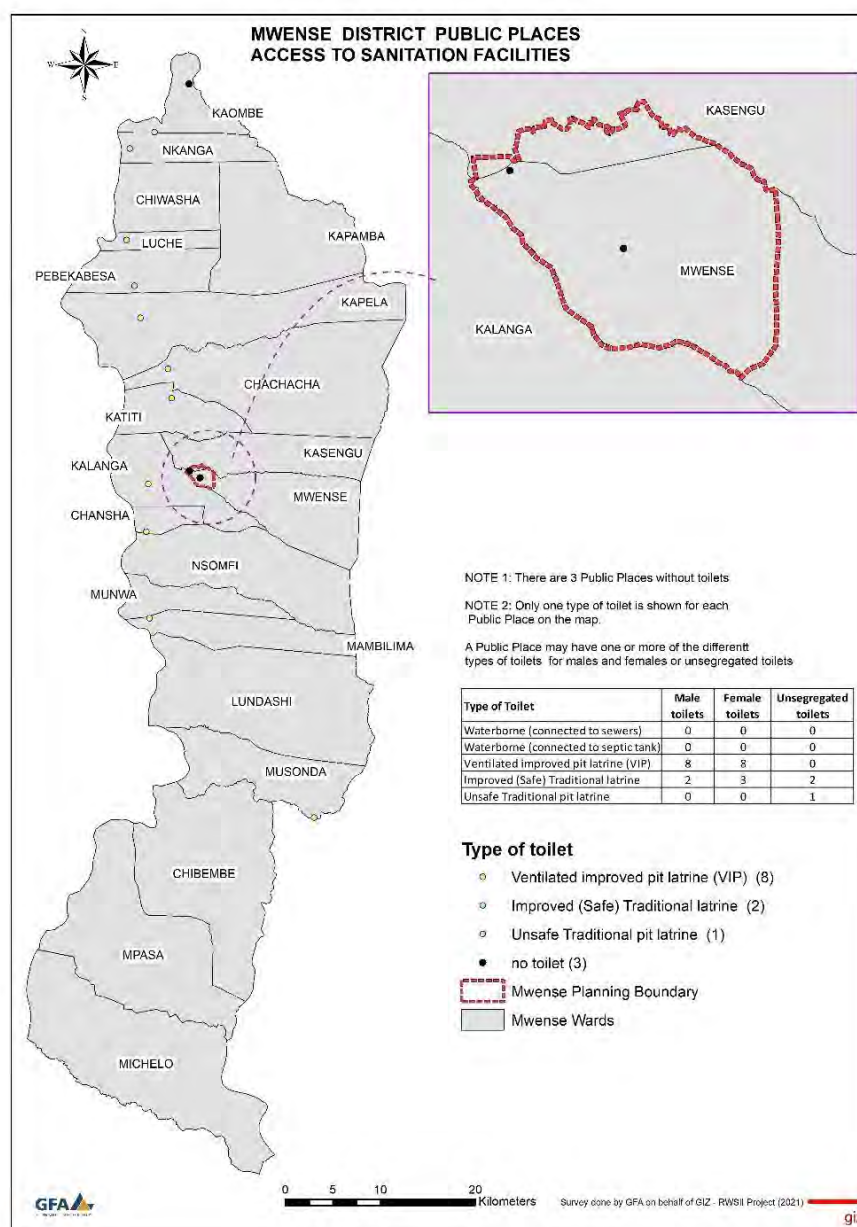 MWENSE DISTRICT PUBLIC PLACES
ACCESS TO SANITATION FACILITIES
N
W
E
S
KAOMBE
NKANGA
CHIWASHA
LUCHE
KAPAMBA
PEBEKABESA
KAPELA
CHACHACHA
KATITI
KASENGU
KALANGA
MWENSE
CHANSHA
NSOMFI
MUNWA
MAMBILIMA
LUNDASHI
MUSONDA
CHIBEMBE
MPASA
MICHELO
KASENGU
MWENSE
KALANGA
NOTE 1: There are 3 Public Places without toilets
NOTE 2: Only one type of toilet is shown for each
Public Place on the map.
A Public Place may have one or more of the differentt
types of toilets for males and females or unsegregated toilets
Type of Toilet Male toilets Female toilets Unsegregated toilets
Waterborne (connected to sewers) 0 0 0
Waterborne (connected to septic tank) 0 0 0
Ventilated improved pit latrine (VIP) 8 8 0
Improved (Safe) Traditional latrine 2 3 2
Unsafe Traditional pit latrine 0 0 1
Type of toilet
Ventilated improved pit latrine (VIP) (8)
Improved (Safe) Traditional latrine (2)
Unsafe Traditional pit latrine (1)
no toilet (3)
Mwense Planning Boundary
Mwense Wards
GFA
0 5 10 20
Kilometers
Survey done by GFA on behalf of GIZ - RWSII Project (2021)
gi